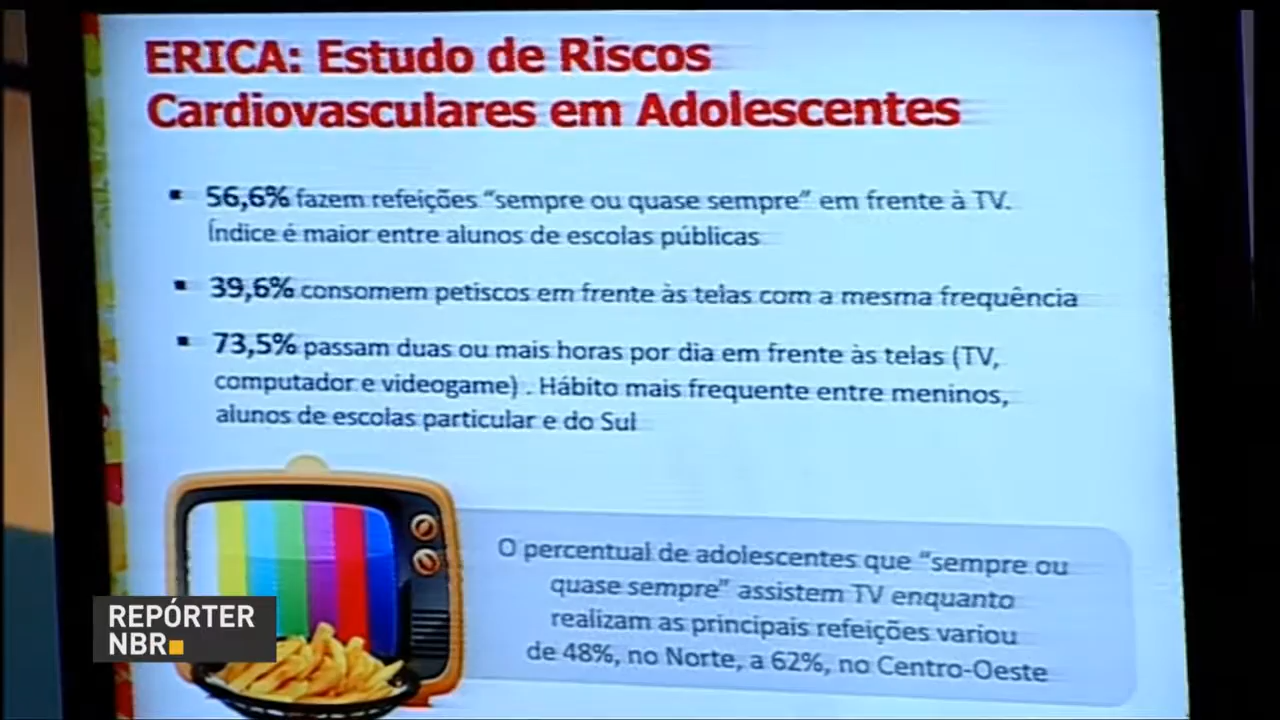 ERICA: Estudo de Riscos
Cardiovasculares em Adolescentes
▪ 56,6% fazem refeições “sempre ou quase sempre” em frente à TV.
Índice é maior entre alunos de escolas públicas
▪ 39,6% consomem petiscos em frente às telas com a mesma frequência
▪ 73,5% passam duas ou mais horas por dia em frente às telas (TV,
computador e videogame) . Hábito mais frequente entre meninos,
alunos de escolas particular e do Sul
O percentual de adolescentes que “sempre ou
quase sempre” assistem TV enquanto
realizam as principais refeições variou
de 48%, no Norte, a 62%, no Centro-Oeste
REPÓRTER
NBR